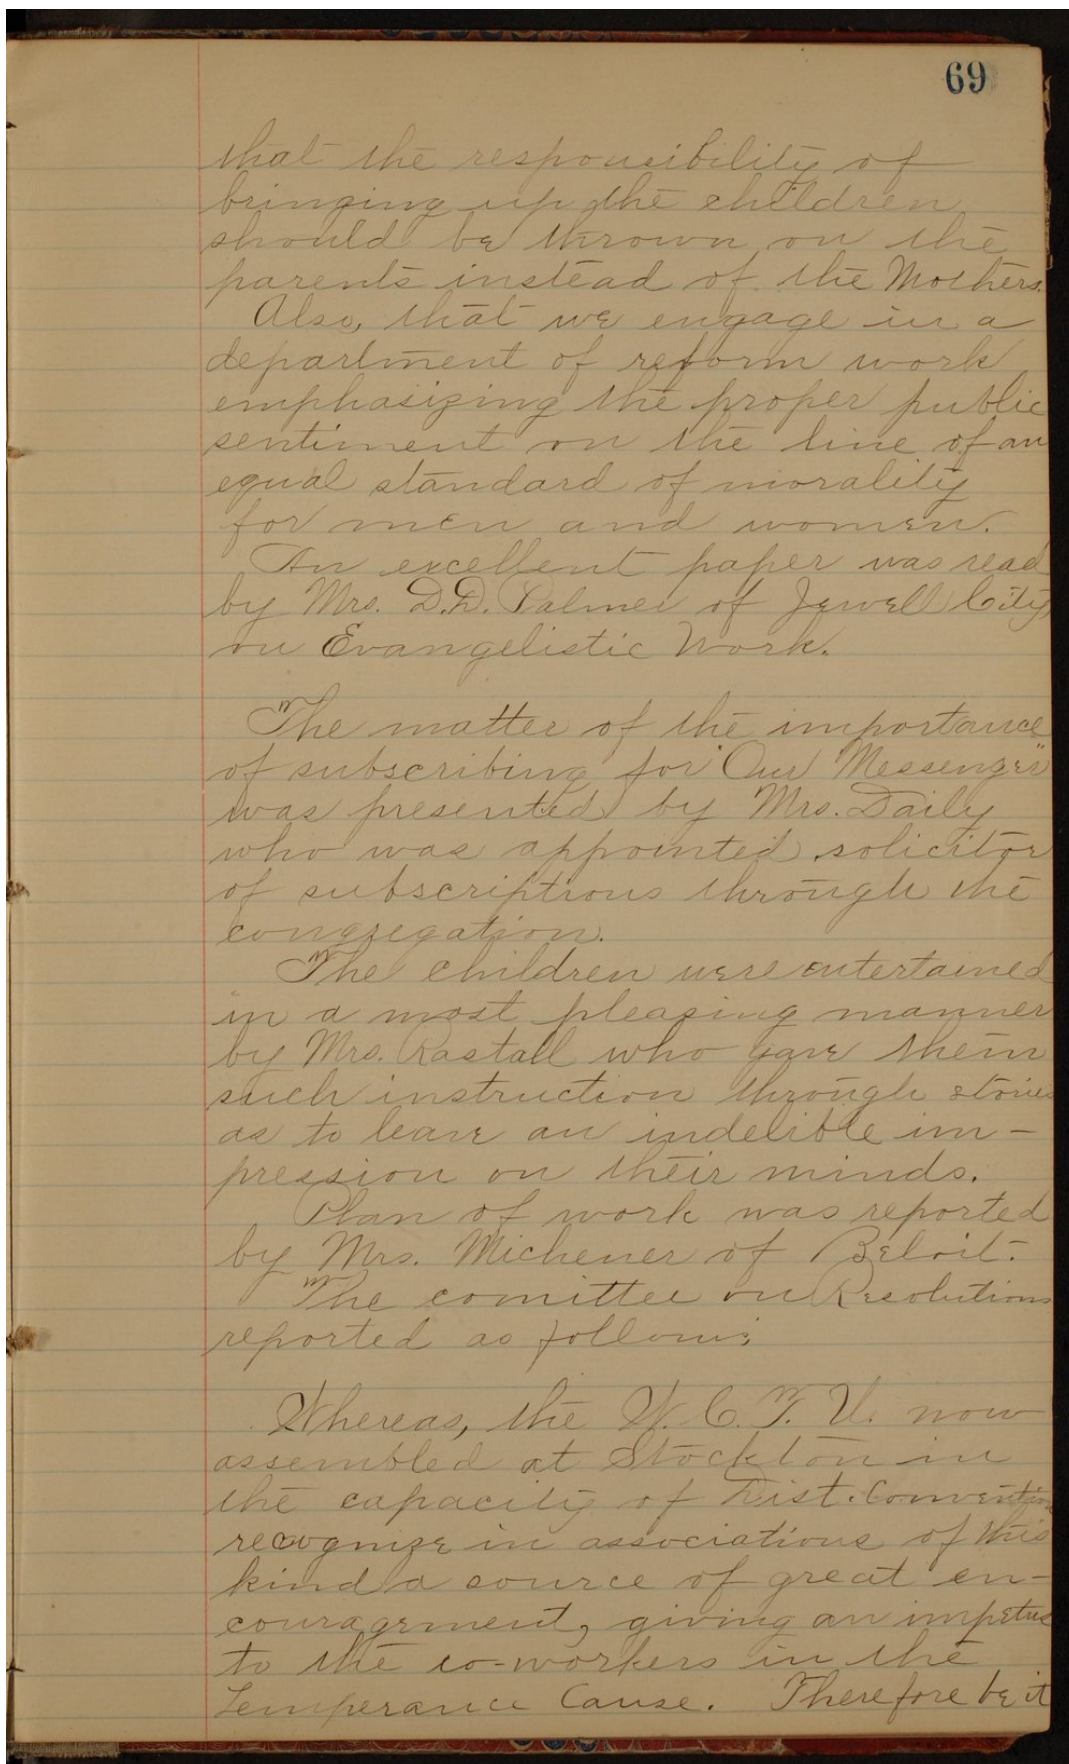 69
that the responsibility of
bringing up the children
should be thrown on the
parents instead of the Mothers.
Also, that we engage in a
department of reform work
emphasizing the proper public
sentiment on the line of an
equal standard of morality
for men and women.
An excellent paper was read
by Mrs. D.D. Palmer of Jewell City
on Evangelistic Work.
The matter of the importance
of subscribing for "Our Messenger"
was presented by Mrs. Daily
who was appointed solicitor
of subscriptions through the
congregation.
The children were entertained
in a most pleasing manner
by Mrs. Rastall who gave them
such instruction through stories
as to leave an indelible im-
pression on their minds.
Plan of work was reported
by Mrs. Michener of Beloit.
The comittee on Resolutions
reported as follows:
Whereas, the W. C. T. U. now
assembled at Stockton in
the capacity of Dist. Convention
recognize in associations of this
kind a source of great en-
couragement, giving an impetus
to the co-workers in the
Temperance Cause. Therefore be it